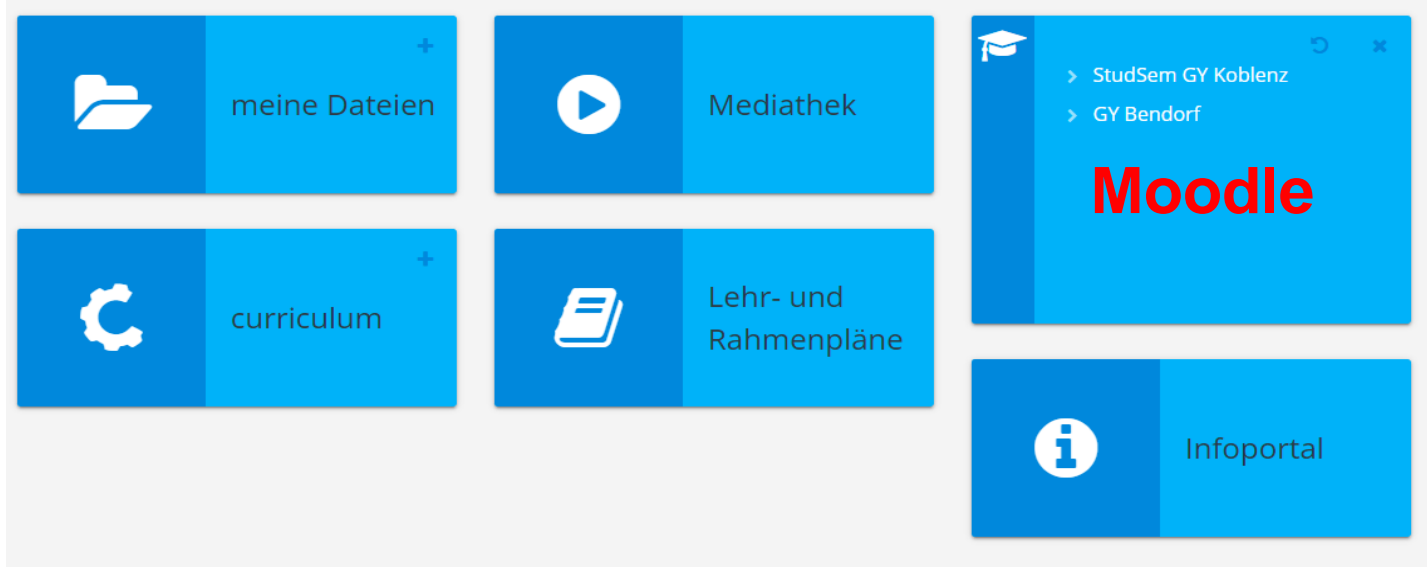 meine Dateien
Mediathek
StudSem GY Koblenz
GY Bendorf
Moodle
curriculum
Lehr- und
Rahmenpläne
Infoportal